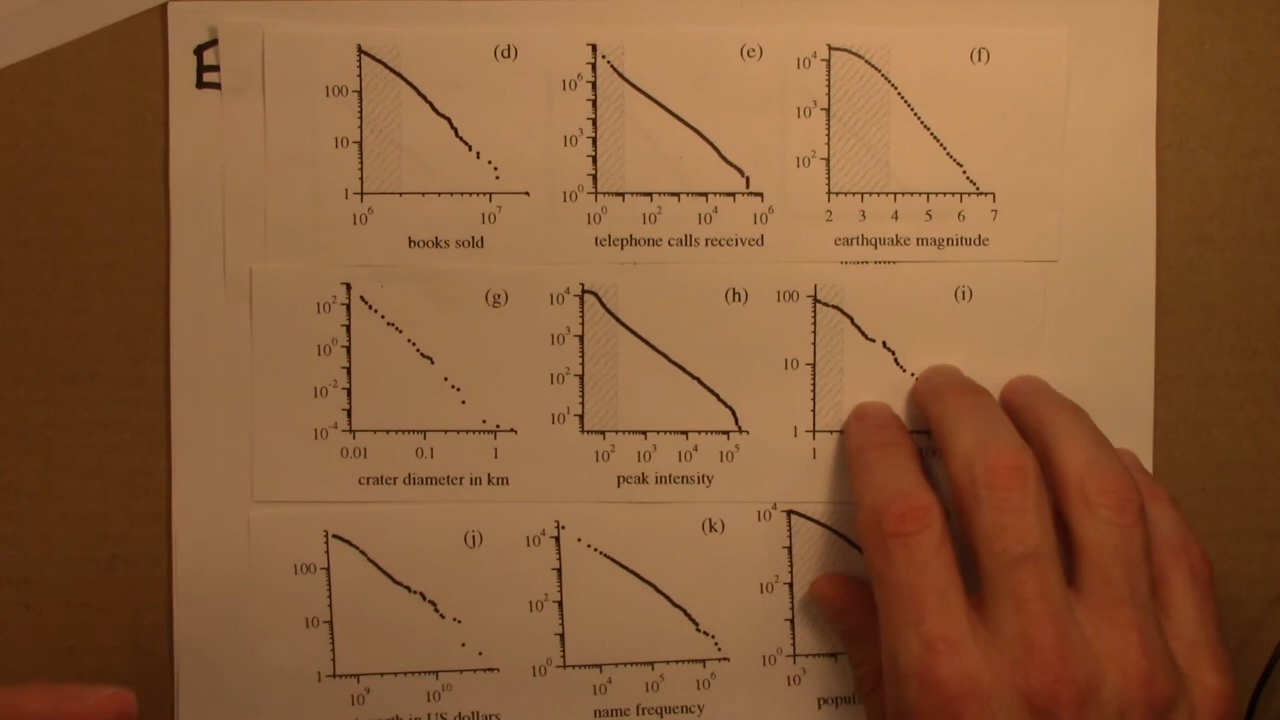 E
(d)
100
10
1
10^6
10^7
books sold
(e)
10^6
10^3
10^0
10^0 10^2 10^4 10^6
telephone calls received
(f)
10^4
10^3
10^2
2 3 4 5 6 7
earthquake magnitude
(g)
10^2
10^0
10^-2
10^-4
0.01 0.1 1
crater diameter in km
(h)
10^4
10^3
10^2
10^1
10^2 10^3 10^4 10^5
peak intensity
(i)
100
10
1
1 100
(j)
100
10
1
10^9 10^10
in US dollars
(k)
10^4
10^2
10^0
10^4 10^5 10^6
name frequency
10^4
10^2
10^0
10^3